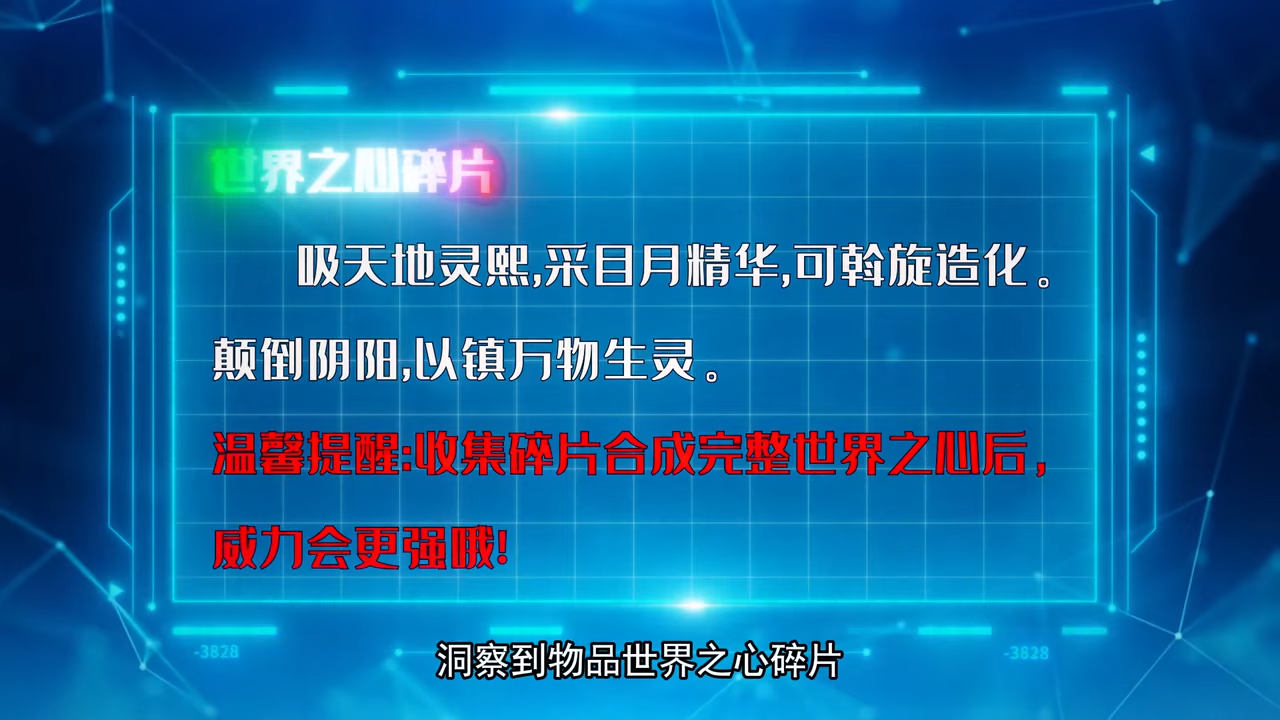 世界之心碎片
吸天地灵熙,采日月精华,可斡旋造化。
颠倒阴阳,以镇万物生灵。
温馨提醒:收集碎片合成完整世界之心后,
威力会更强哦!
-3828
-3828
洞察到物品世界之心碎片